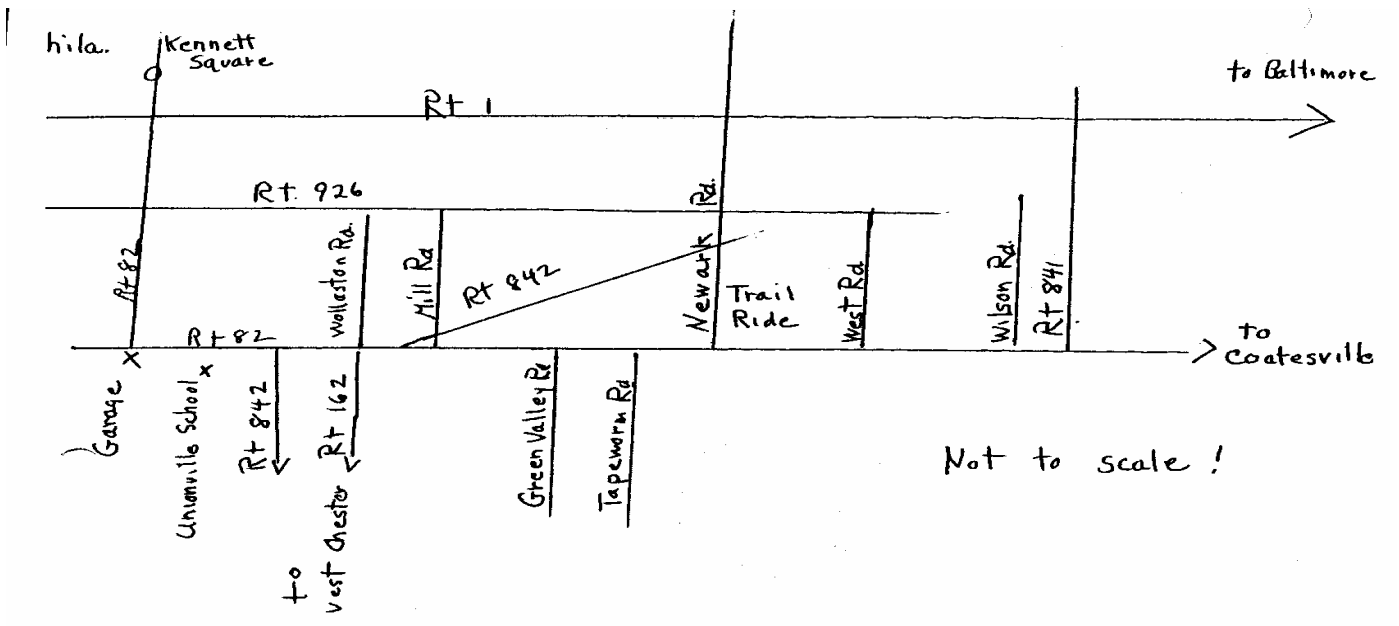 hila.
Kennett
Square
to Baltimore
Rt 1
Rt. 926
Rt 82
Wollaston Rd.
Mill Rd
Rt 842
Newark Rd.
Trail
Ride
West Rd
Wilson Rd.
Rt 841
Rt 82
to
Coatesville
Garage
Unionville School
Rt 842
Rt 162
to
West Chester
Green Valley Rd
Tapeworm Rd
Not to scale!